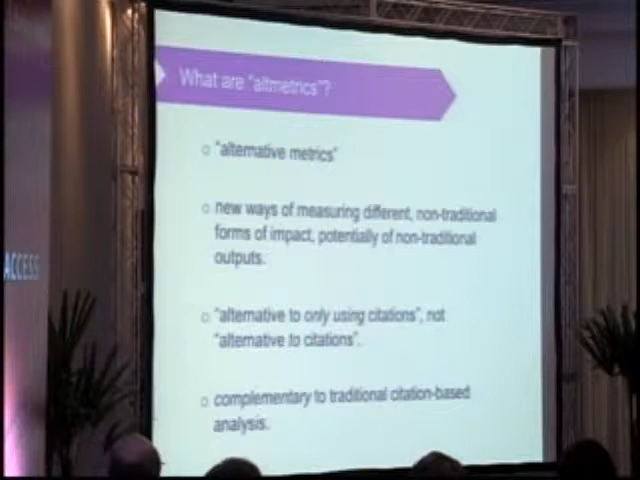 What are "altmetrics"?
o "alternative metrics"
o new ways of measuring different, non-traditional
forms of impact, potentially of non-traditional
outputs.
o "alternative to only using citations", not
"alternative to citations".
o complementary to traditional citation-based
analysis.
ACCESS